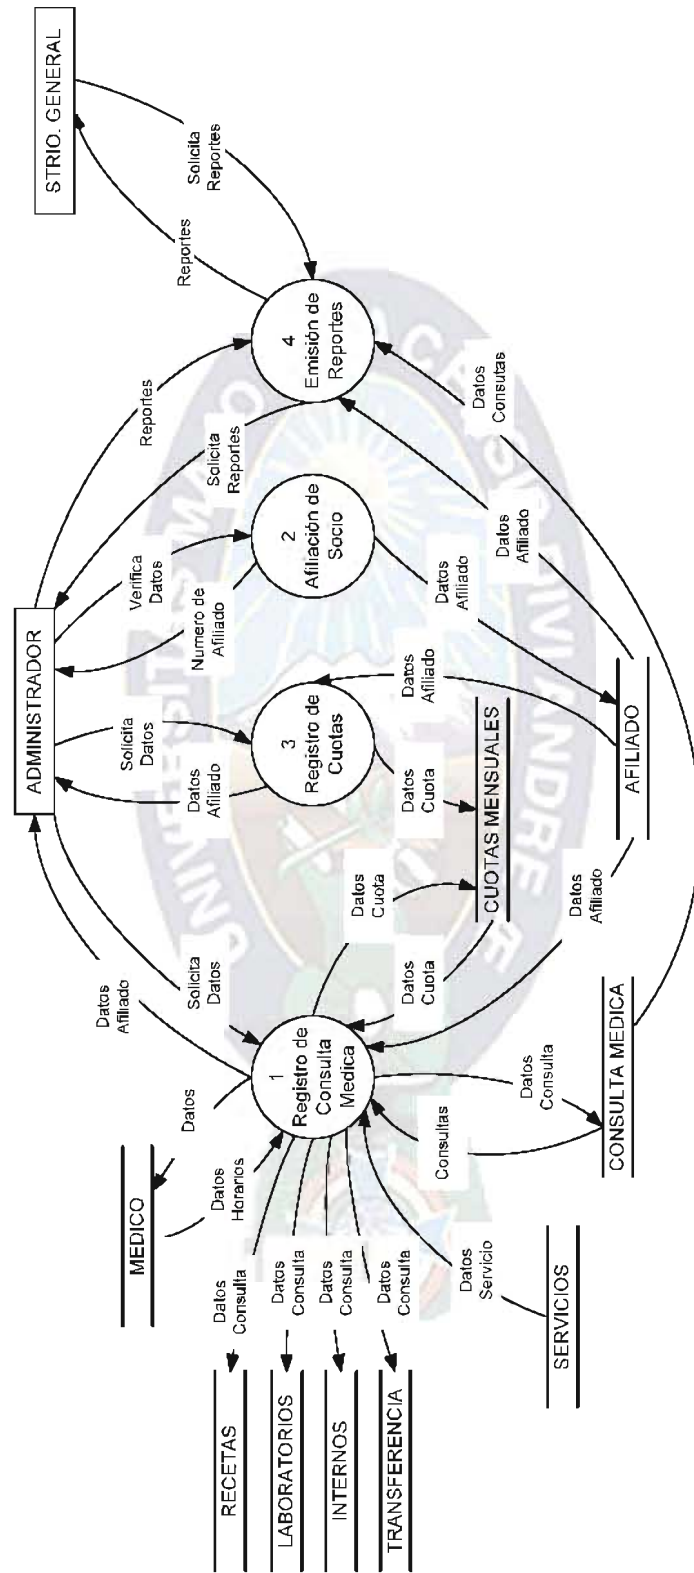 STRIO. GENERAL
ADMINISTRADOR
Reportes
Solicita
Reportes
Reportes
Solicita
Reportes
Verifica
Datos
Numero de
Afiliado
Solicita
Datos
Datos
Afiliado
Datos
Afiliado
Solicita
Datos
MEDICO
Datos
Datos
Horarios
1
Registro de
Consulta
Medica
3
Registro de
Cuotas
2
Afiliación de
Socio
4
Emisión de
Reportes
RECETAS
Datos
Consulta
LABORATORIOS
Datos
Consulta
INTERNOS
Datos
Consulta
TRANSFERENCIA
Datos
Consulta
Datos
Cuota
Datos
Cuota
Datos
Cuota
Datos
Afiliado
Datos
Afiliado
Datos
Afiliado
Datos
Consutas
CUOTAS MENSUALES
Datos
Servicio
Consultas
Datos
Consulta
Datos
Afiliado
SERVICIOS
CONSULTA MEDICA
AFILIADO
UNIVERSITAS
DIVI ANDRE Æ